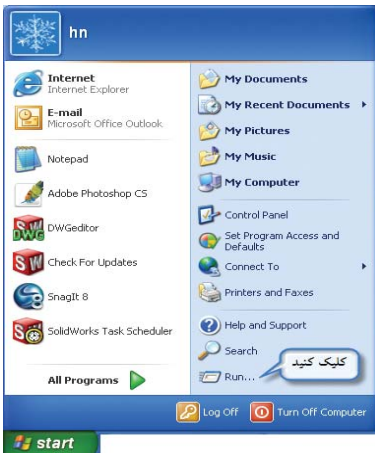 hn
Internet
Internet Explorer
E-mail
Microsoft Office Outlook
Notepad
Adobe Photoshop CS
DWGeditor
Check For Updates
SnagIt 8
SolidWorks Task Scheduler
All Programs
My Documents
My Recent Documents
My Pictures
My Music
My Computer
Control Panel
Set Program Access and
Defaults
Connect To
Printers and Faxes
Help and Support
Search
Run...
کلیک کنید
Log Off
Turn Off Computer
start